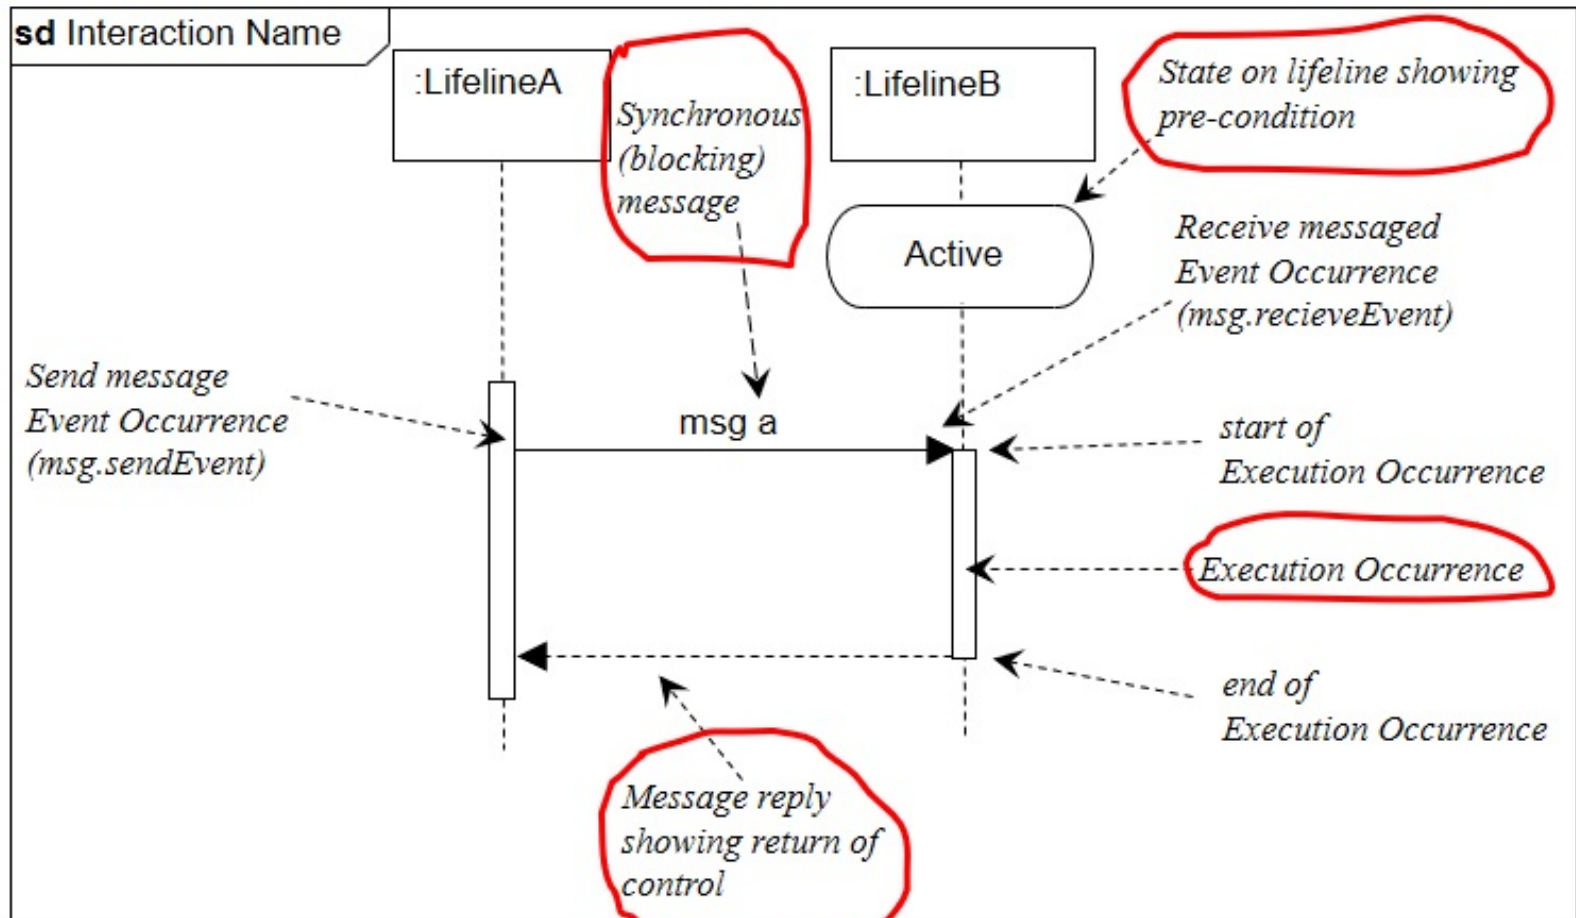 sd Interaction Name
:LifelineA
Synchronous
(blocking)
message
:LifelineB
State on lifeline showing
pre-condition
Active
Receive messaged
Event Occurrence
(msg.recieveEvent)
Send message
Event Occurrence
(msg.sendEvent)
msg a
start of
Execution Occurrence
Execution Occurrence
end of
Execution Occurrence
Message reply
showing return of
control